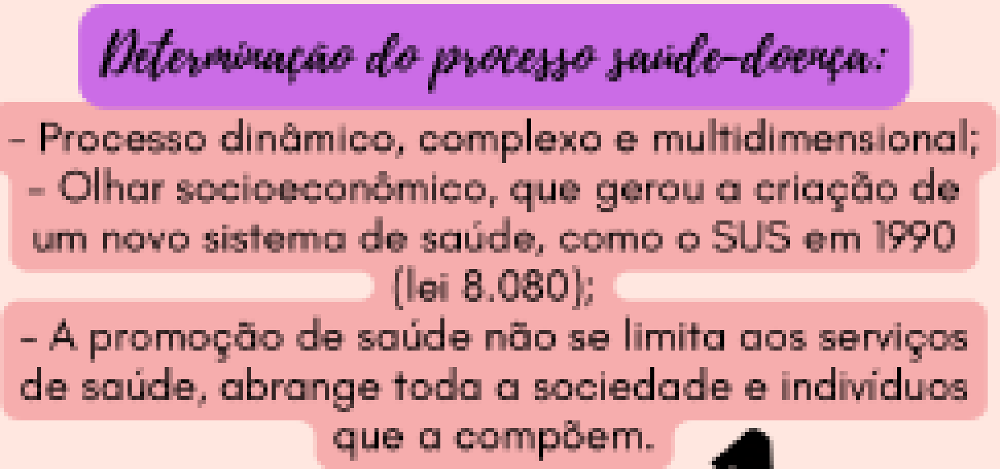 Determinação do processo saúde-doença:
- Processo dinâmico, complexo e multidimensional;
- Olhar socioeconômico, que gerou a criação de
um novo sistema de saúde, como o SUS em 1990
(lei 8.080);
- A promoção de saúde não se limita aos serviços
de saúde, abrange toda a sociedade e indivíduos
que a compõem.